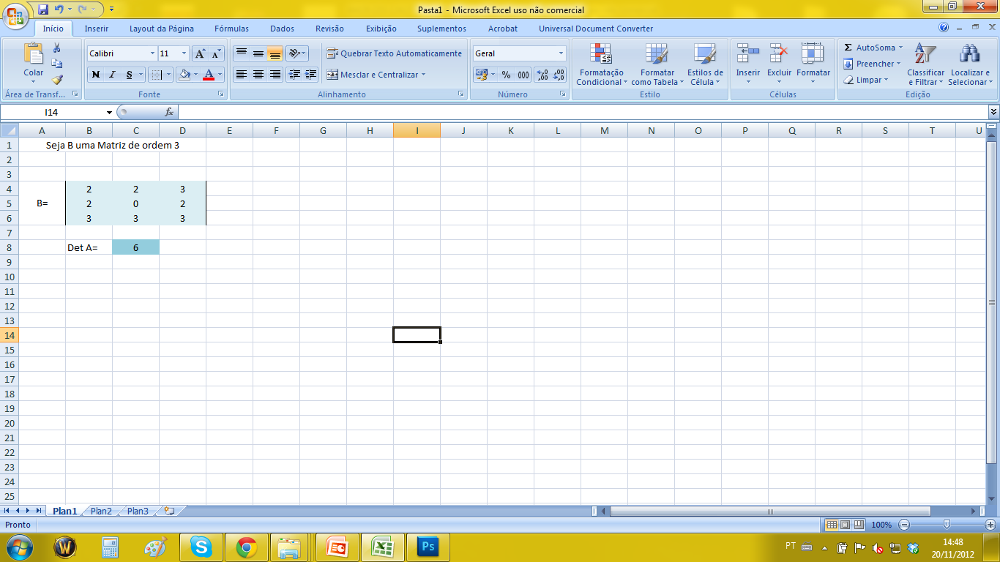 Pasta1 - Microsoft Excel uso não comercial
Início Inserir Layout da Página Fórmulas Dados Revisão Exibição Suplementos Acrobat Universal Document Converter
Colar
Área de Transf...
Calibri 11
N I S
Fonte
Quebrar Texto Automaticamente
Mesclar e Centralizar
Alinhamento
Geral
% 000
Número
Formatação Condicional
Formatar como Tabela
Estilos de Célula
Estilo
Inserir Excluir Formatar
Células
AutoSoma
Preencher
Limpar
Classificar e Filtrar
Localizar e Selecionar
Edição
I14 fx
A B C D E F G H I J K L M N O P Q R S T U
1 Seja B uma Matriz de ordem 3
2
3
4 2 2 3
5 B= 2 0 2
6 3 3 3
7
8 Det A= 6
9
10
11
12
13
14
15
16
17
18
19
20
21
22
23
24
25
Plan1 Plan2 Plan3
Pronto 100%
W S Ps PT 14:48
20/11/2012